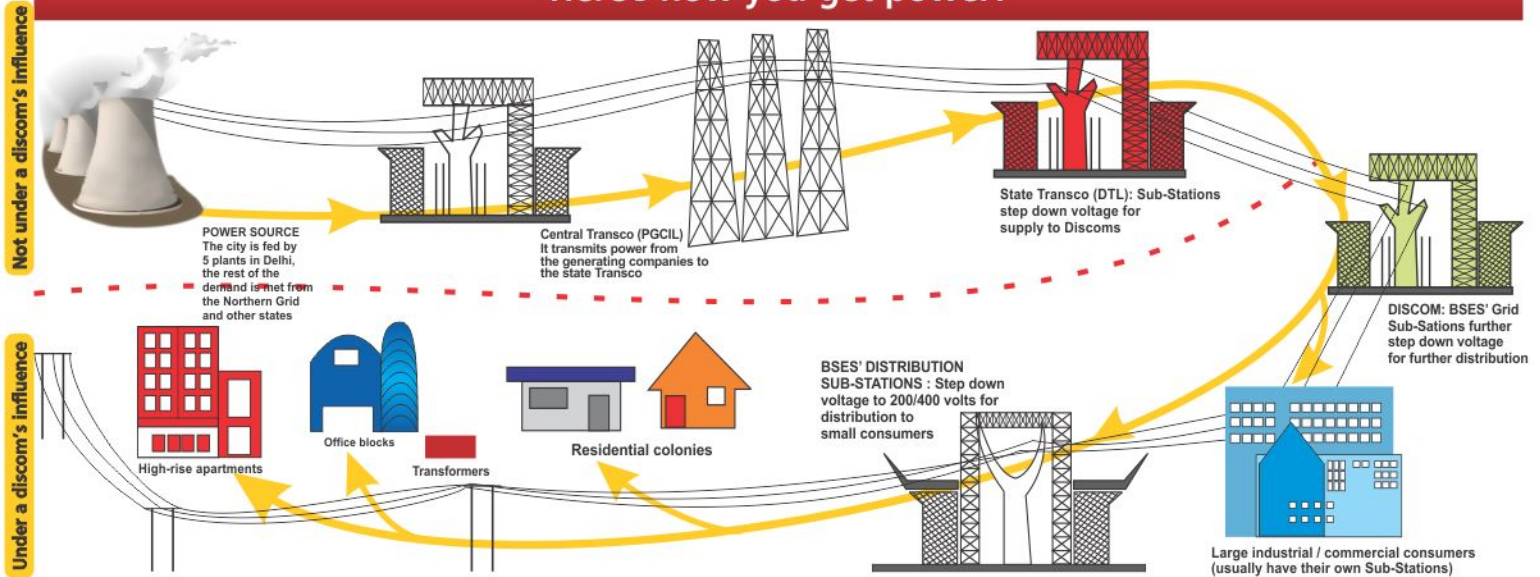 Here's how you get power:
Not under a discom's influence
POWER SOURCE
The city is fed by
5 plants in Delhi,
the rest of the
demand is met from
the Northern Grid
and other states
Central Transco (PGCIL)
It transmits power from
the generating companies to
the state Transco
State Transco (DTL): Sub-Stations
step down voltage for
supply to Discoms
DISCOM: BSES' Grid
Sub-Sations further
step down voltage
for further distribution
Under a discom's influence
High-rise apartments
Office blocks
Transformers
Residential colonies
BSES' DISTRIBUTION
SUB-STATIONS : Step down
voltage to 200/400 volts for
distribution to
small consumers
Large industrial / commercial consumers
(usually have their own Sub-Stations)